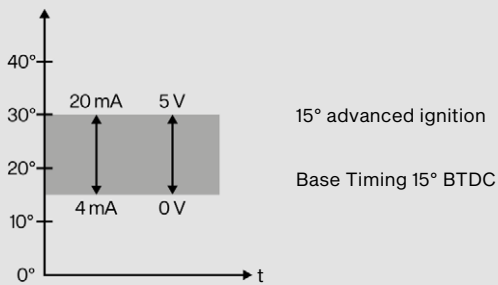 40°
20 mA 5 V
30°
15° advanced ignition
20°
Base Timing 15° BTDC
4 mA 0 V
10°
0°
t